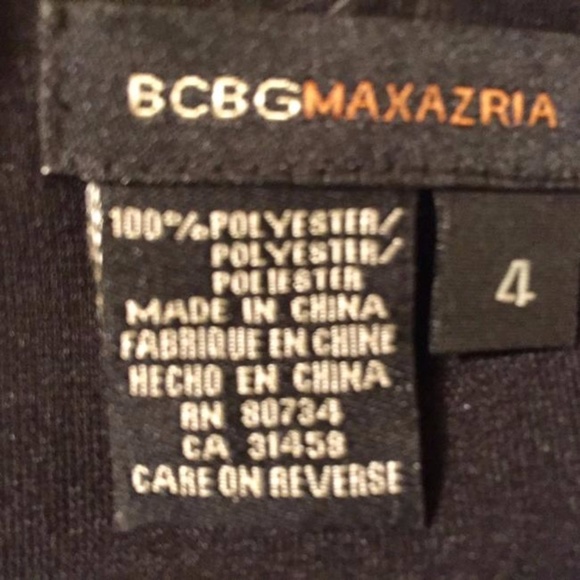 BCBGMAXAZRIA
100% POLYESTER/
POLYESTER/
POLIESTER
MADE IN CHINA
FABRIQUE EN CHINE
HECHO EN CHINA
RN 80734
CA 31459
CARE ON REVERSE
4